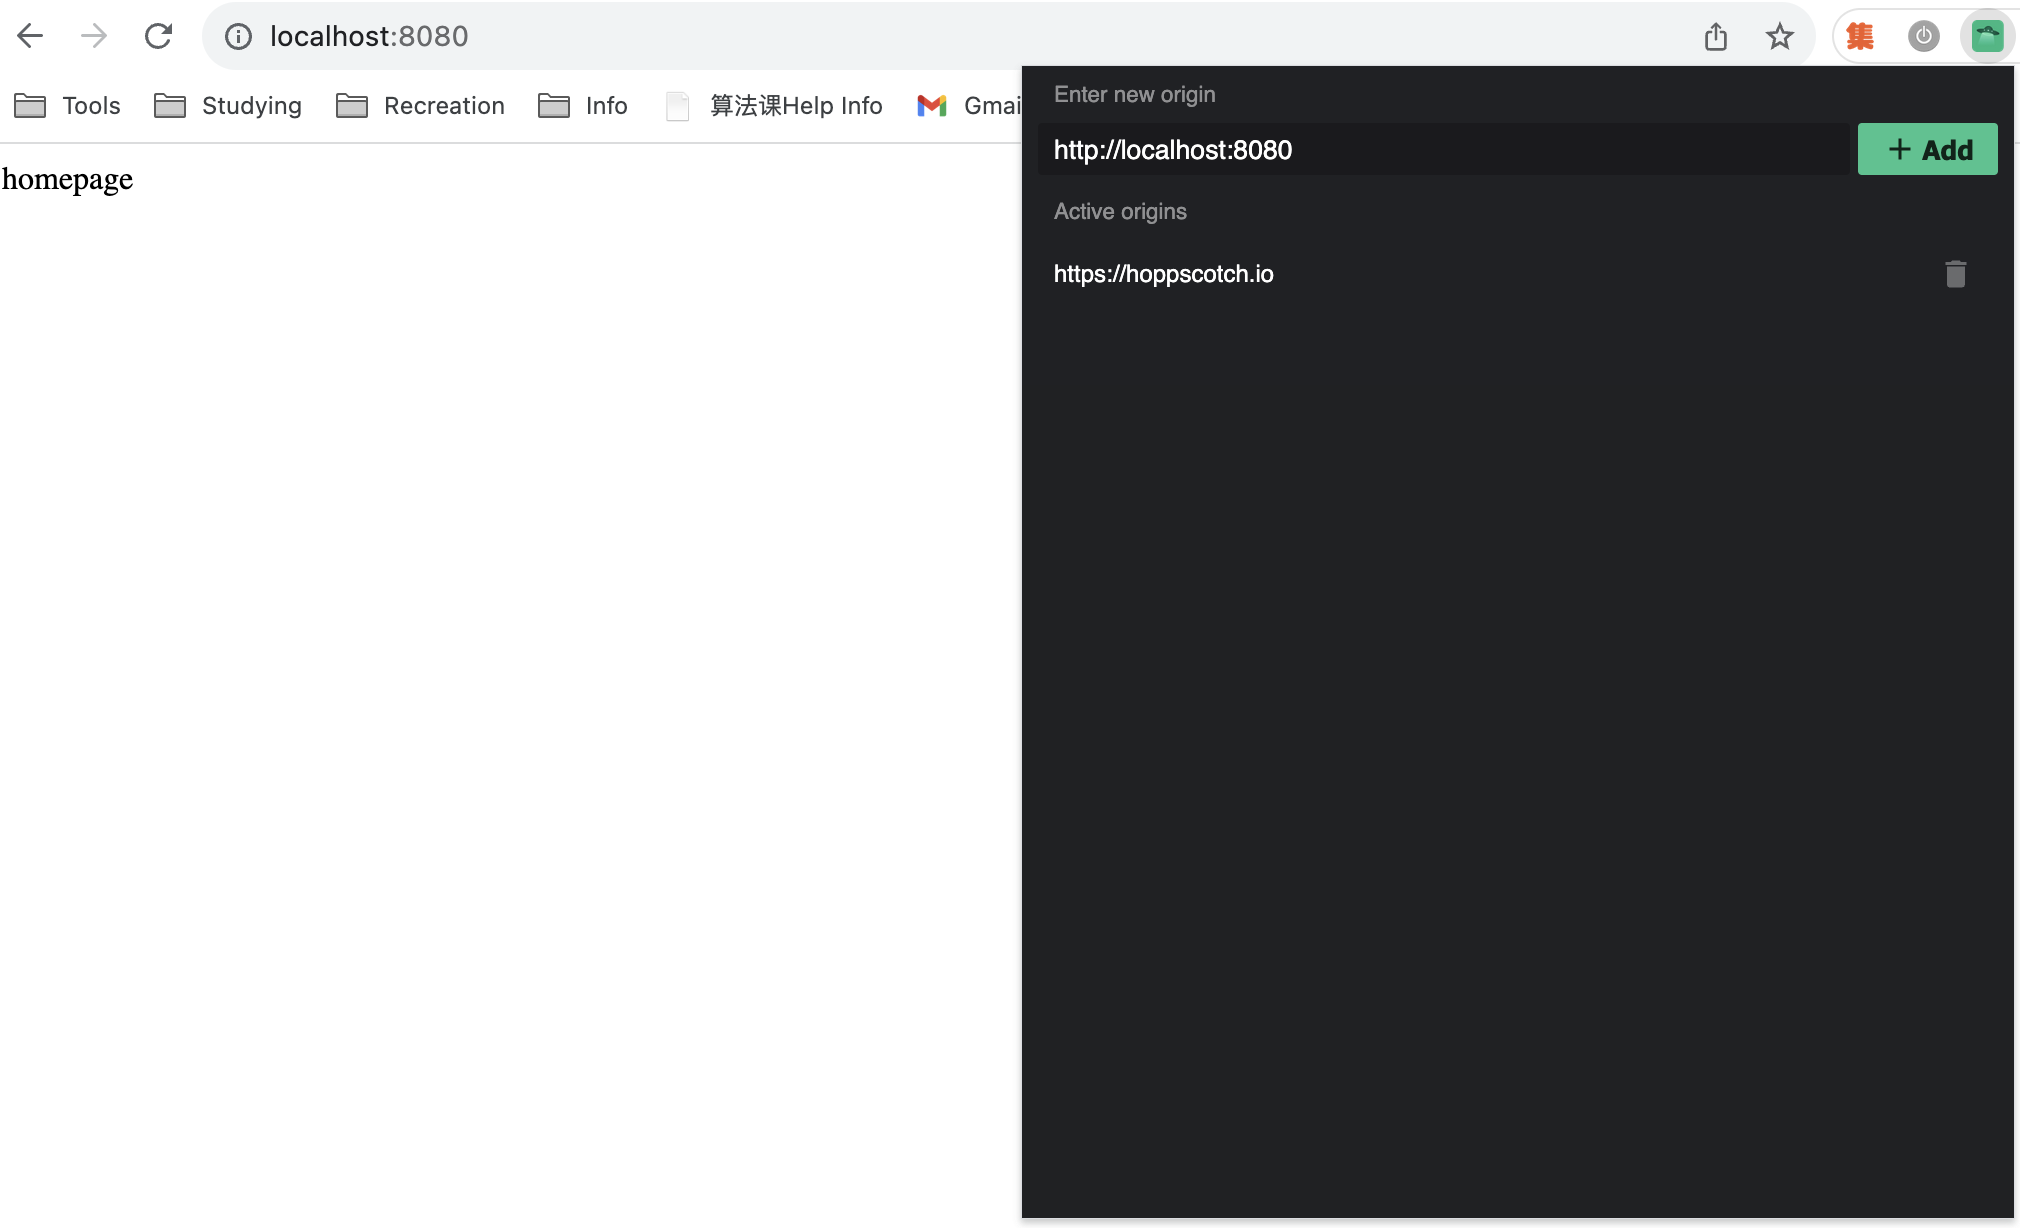 localhost:8080
集
Tools Studying Recreation Info 算法课Help Info Gmai
homepage
Enter new origin
http://localhost:8080
+ Add
Active origins
https://hoppscotch.io